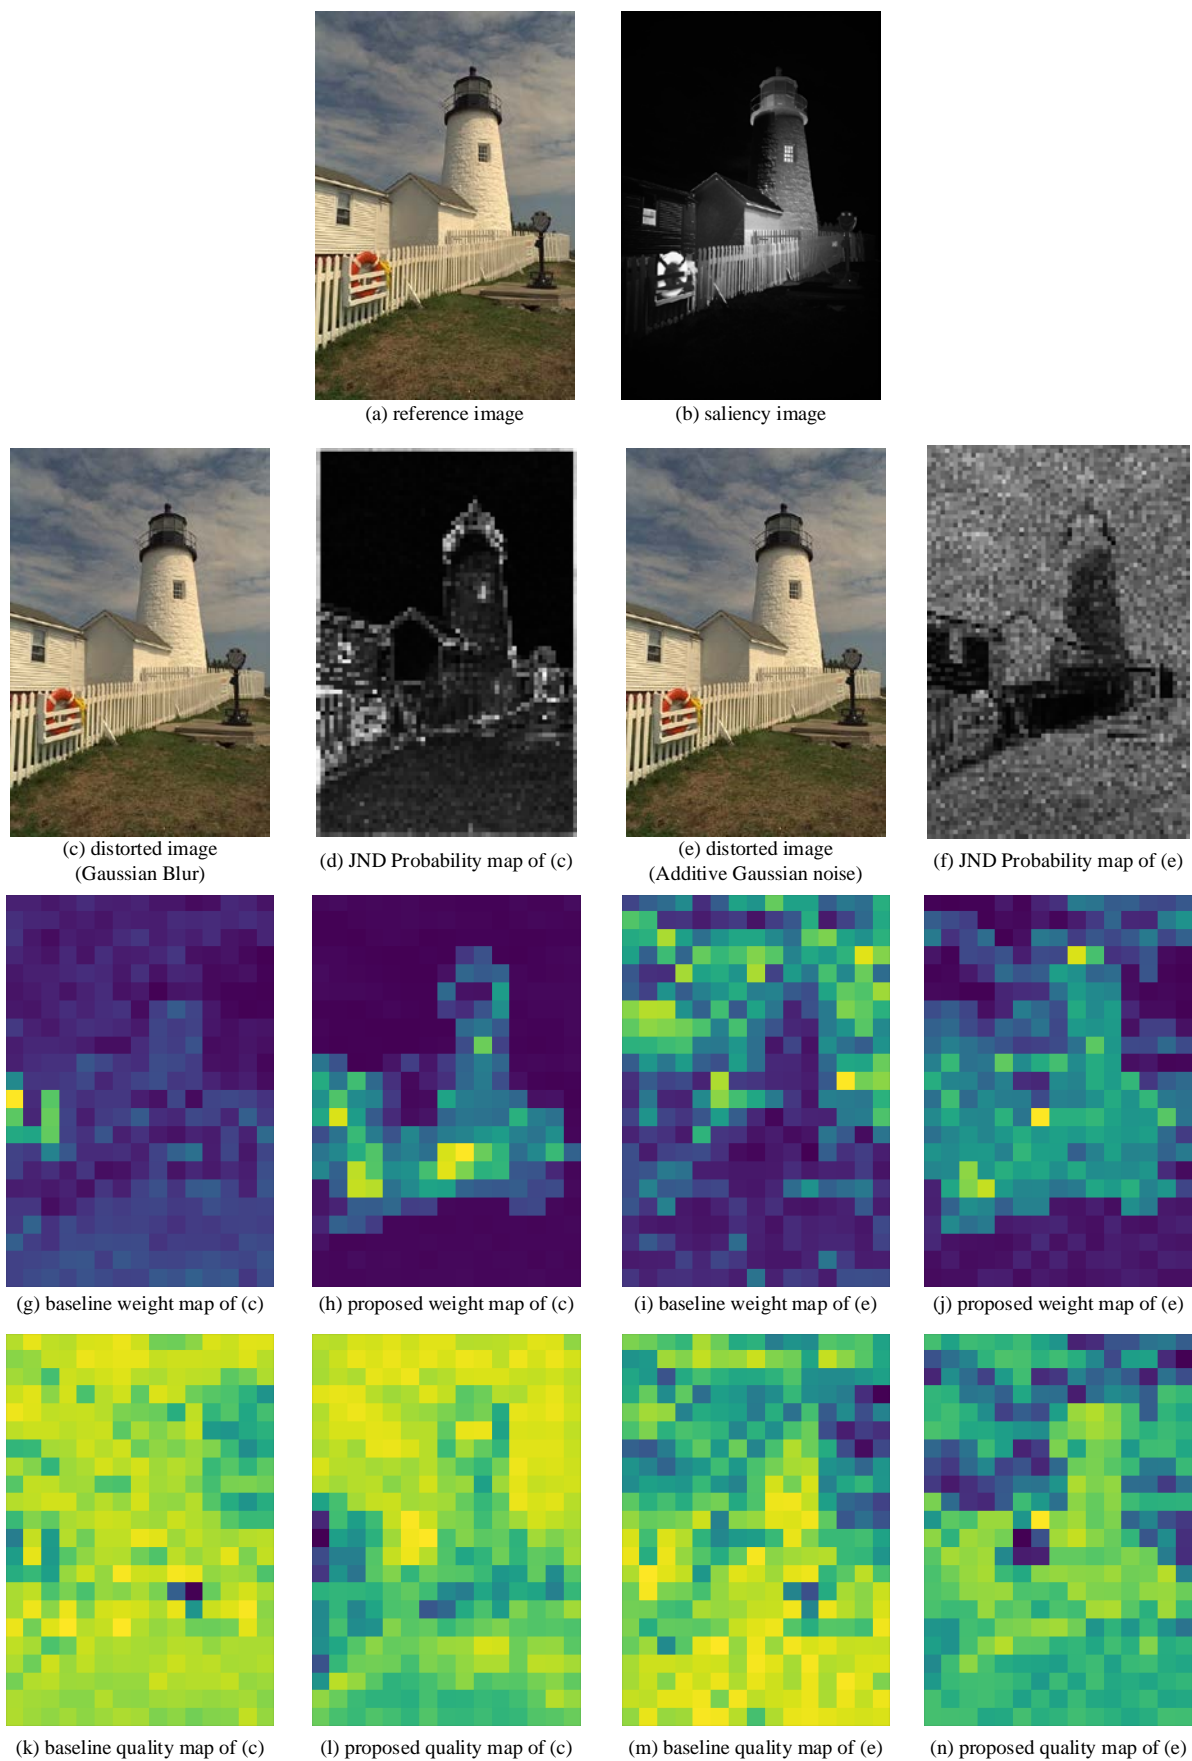 (a) reference image
(b) saliency image
(c) distorted image
(Gaussian Blur)
(d) JND Probability map of (c)
(e) distorted image
(Additive Gaussian noise)
(f) JND Probability map of (e)
(g) baseline weight map of (c)
(h) proposed weight map of (c)
(i) baseline weight map of (e)
(j) proposed weight map of (e)
(k) baseline quality map of (c)
(l) proposed quality map of (c)
(m) baseline quality map of (e)
(n) proposed quality map of (e)